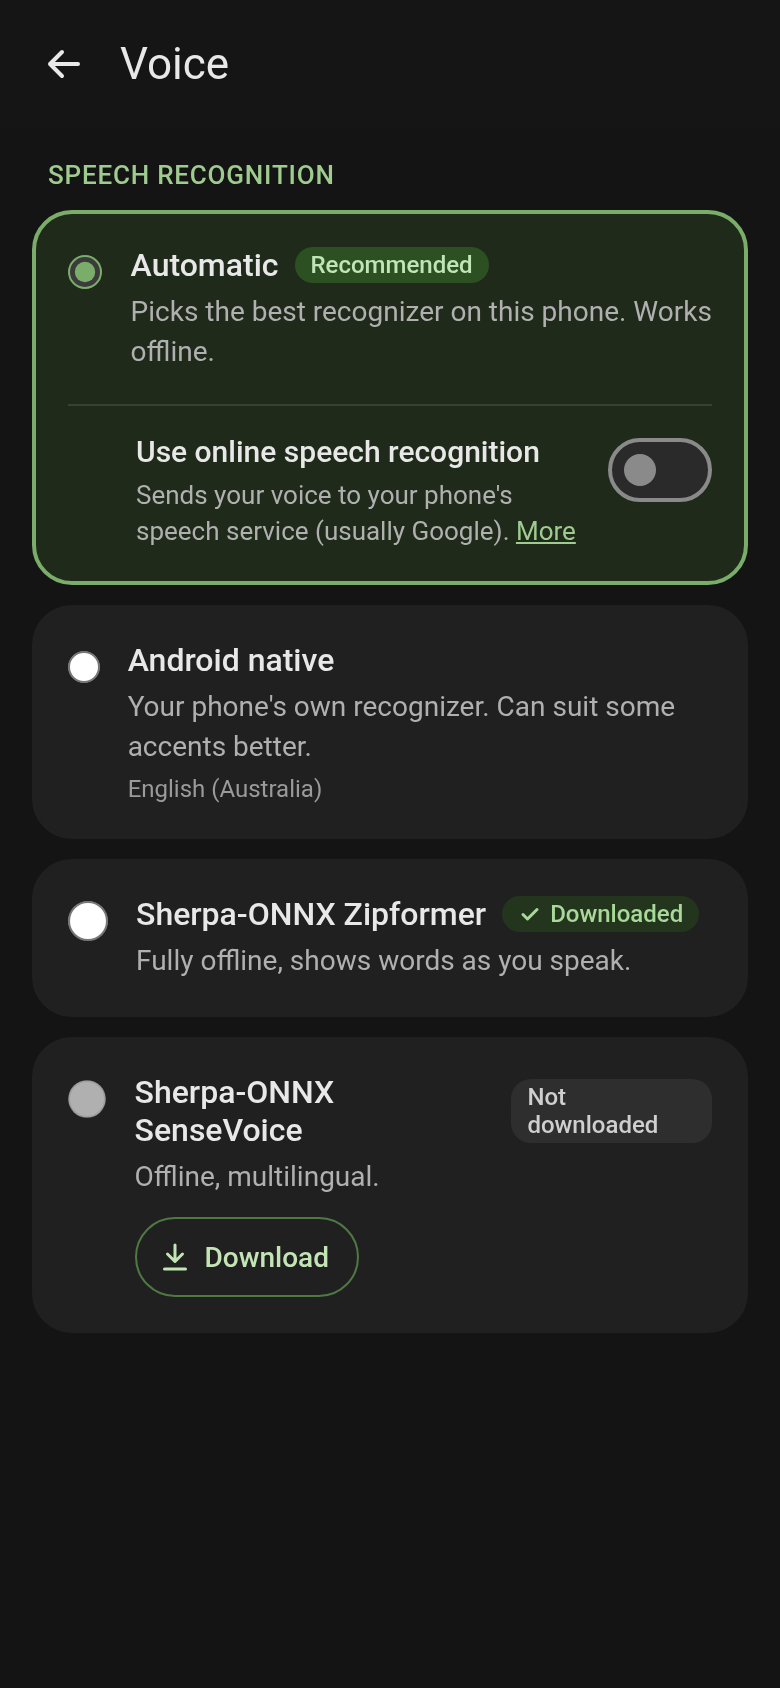 Voice
SPEECH RECOGNITION
Automatic Recommended
Picks the best recognizer on this phone. Works
offline.
Use online speech recognition
Sends your voice to your phone's
speech service (usually Google). More
Android native
Your phone's own recognizer. Can suit some
accents better.
English (Australia)
Sherpa-ONNX Zipformer Downloaded
Fully offline, shows words as you speak.
Sherpa-ONNX
SenseVoice
Not
downloaded
Offline, multilingual.
Download